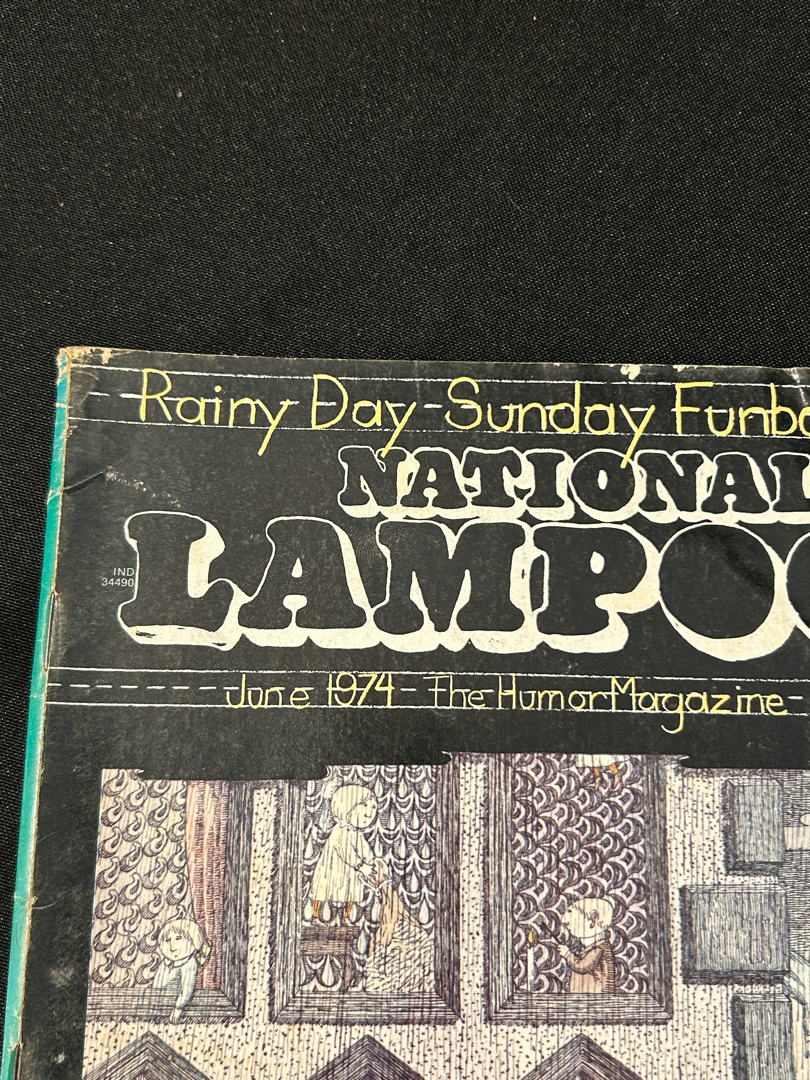 Rainy Day-Sunday Funbo
NATIONAL
LAMPOO
IND
34490
June 1974 - The Humor Magazine -